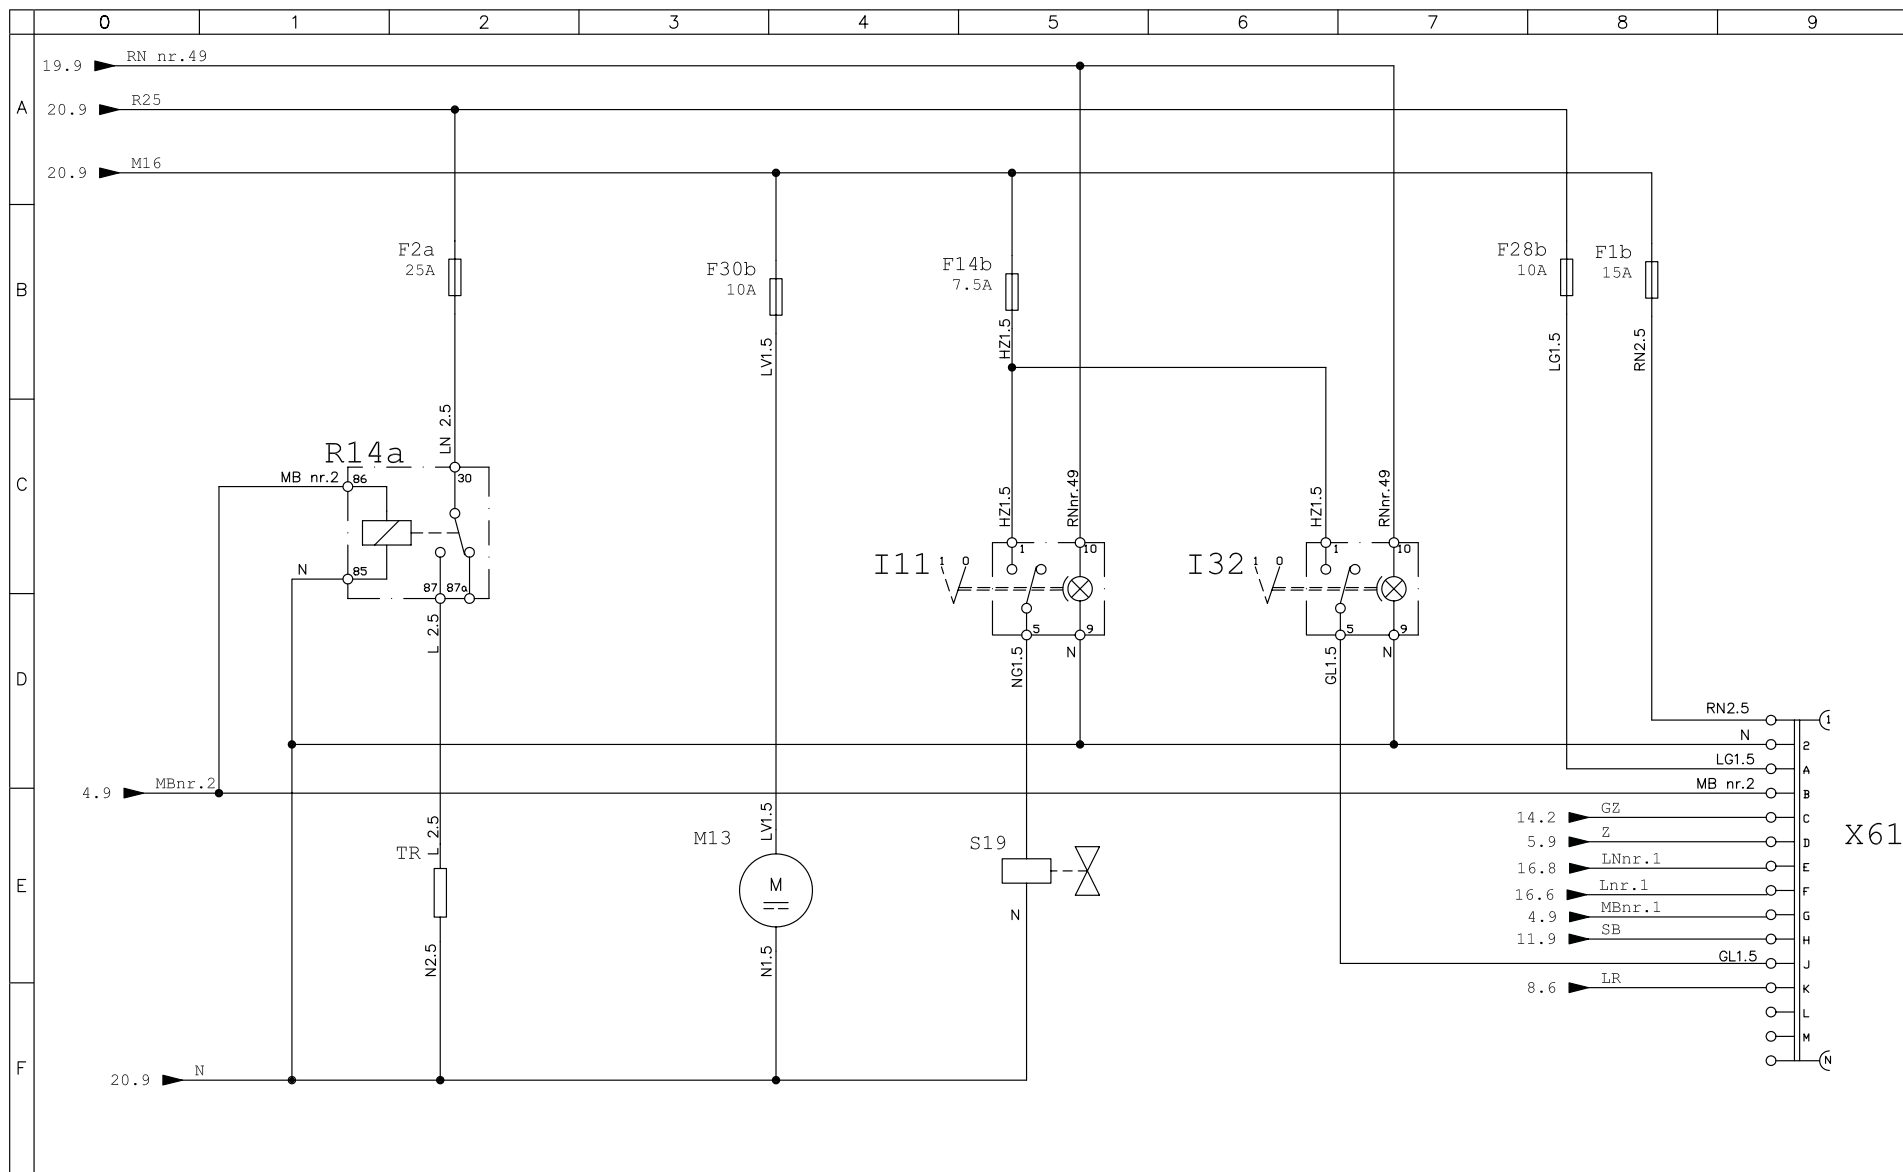 0 1 2 3 4 5 6 7 8 9
A
B
C
D
E
F
19.9 RN nr.49
20.9 R25
20.9 M16
F2a
25A
F30b
10A
F14b
7.5A
F28b
10A
F1b
15A
HZ1.5
LV1.5
LG1.5
RN2.5
LN 2.5
R14a
MB nr.2 86
30
N 85
87 87a
L 2.5
HZ1.5
RNnr.49
HZ1.5
RNnr.49
I11 1 0
1 10
5 9
NG1.5
N
I32 1 0
1 10
5 9
GL1.5
N
RN2.5 1
N 2
LG1.5 A
4.9 MBnr.2
MB nr.2 B
14.2 GZ C
5.9 Z D
16.8 LNnr.1 E
16.6 Lnr.1 F
4.9 MBnr.1 G
11.9 SB H
GL1.5 J
8.6 LR K
L
M
N
X61
L 2.5
TR
N2.5
LV1.5
M13
M
N1.5
S19
N
20.9 N